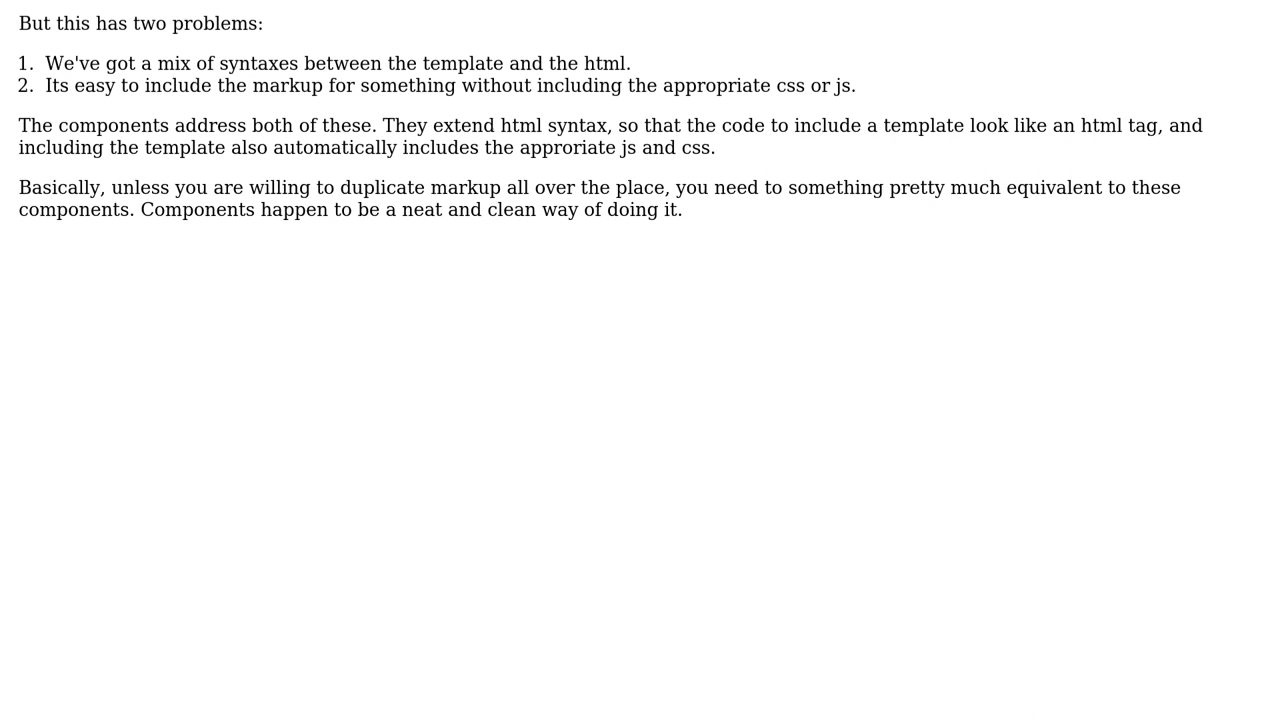 But this has two problems:
1. We've got a mix of syntaxes between the template and the html.
2. Its easy to include the markup for something without including the appropriate css or js.
The components address both of these. They extend html syntax, so that the code to include a template look like an html tag, and
including the template also automatically includes the approriate js and css.
Basically, unless you are willing to duplicate markup all over the place, you need to something pretty much equivalent to these
components. Components happen to be a neat and clean way of doing it.